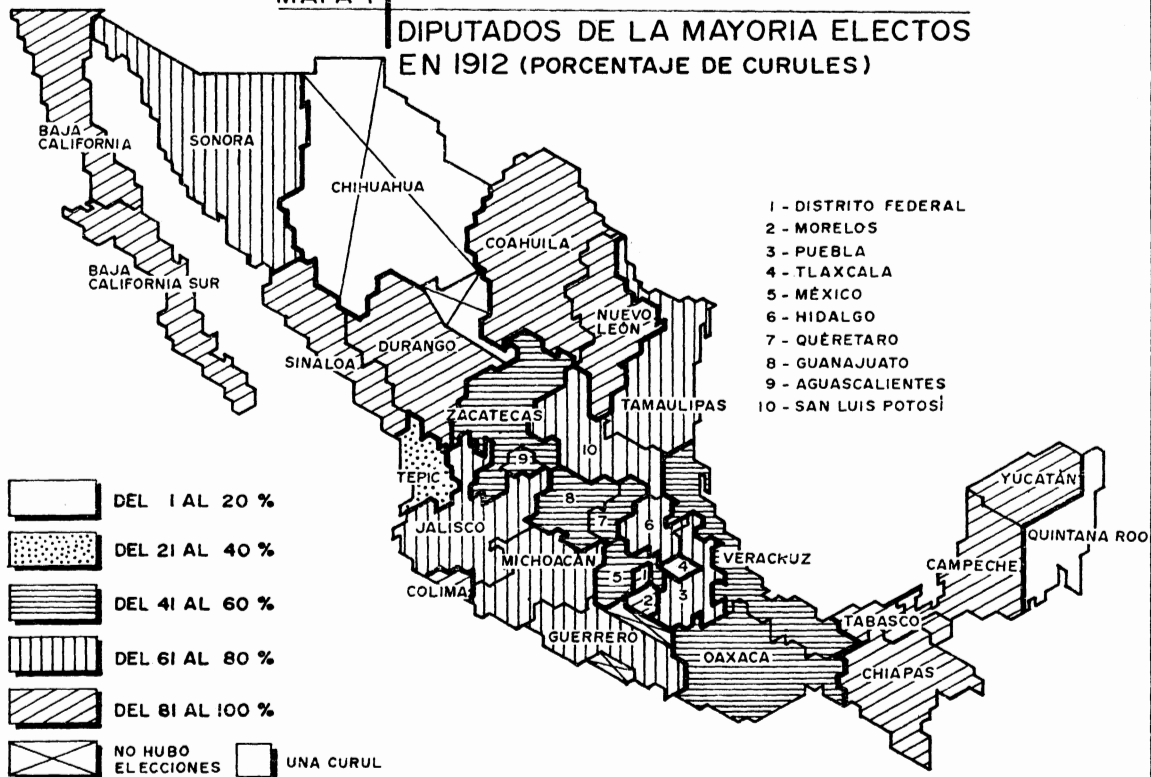 DIPUTADOS DE LA MAYORIA ELECTOS
EN 1912 (PORCENTAJE DE CURULES)
BAJA
CALIFORNIA
SONORA
CHIHUAHUA
COAHUILA
BAJA
CALIFORNIA SUR
NUEVO
LEÓN
DURANGO
SINALOA
ZACATECAS
TAMAULIPAS
1 - DISTRITO FEDERAL
2 - MORELOS
3 - PUEBLA
4 - TLAXCALA
5 - MÉXICO
6 - HIDALGO
7 - QUÉRETARO
8 - GUANAJUATO
9 - AGUASCALIENTES
10 - SAN LUIS POTOSÍ
10
9
TEPIC
8
7
6
JALISCO
MICHOACÁN
VERACRUZ
4
5
1
2
3
COLIMA
GUERRERO
OAXACA
YUCATÁN
QUINTANA ROO
CAMPECHE
TABASCO
CHIAPAS
DEL 1 AL 20 %
DEL 21 AL 40 %
DEL 41 AL 60 %
DEL 61 AL 80 %
DEL 81 AL 100 %
NO HUBO
ELECCIONES
UNA CURUL